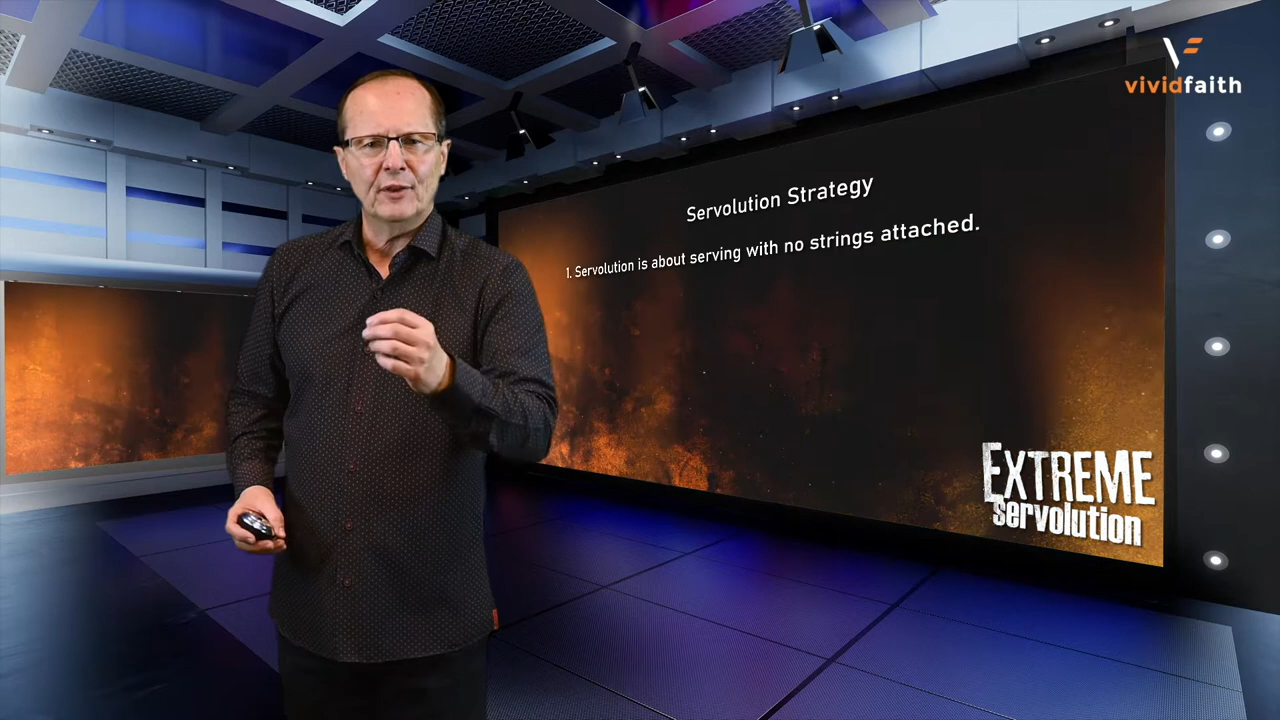 vividfaith
Servolution Strategy
1. Servolution is about serving with no strings attached.
EXTREME
servolution